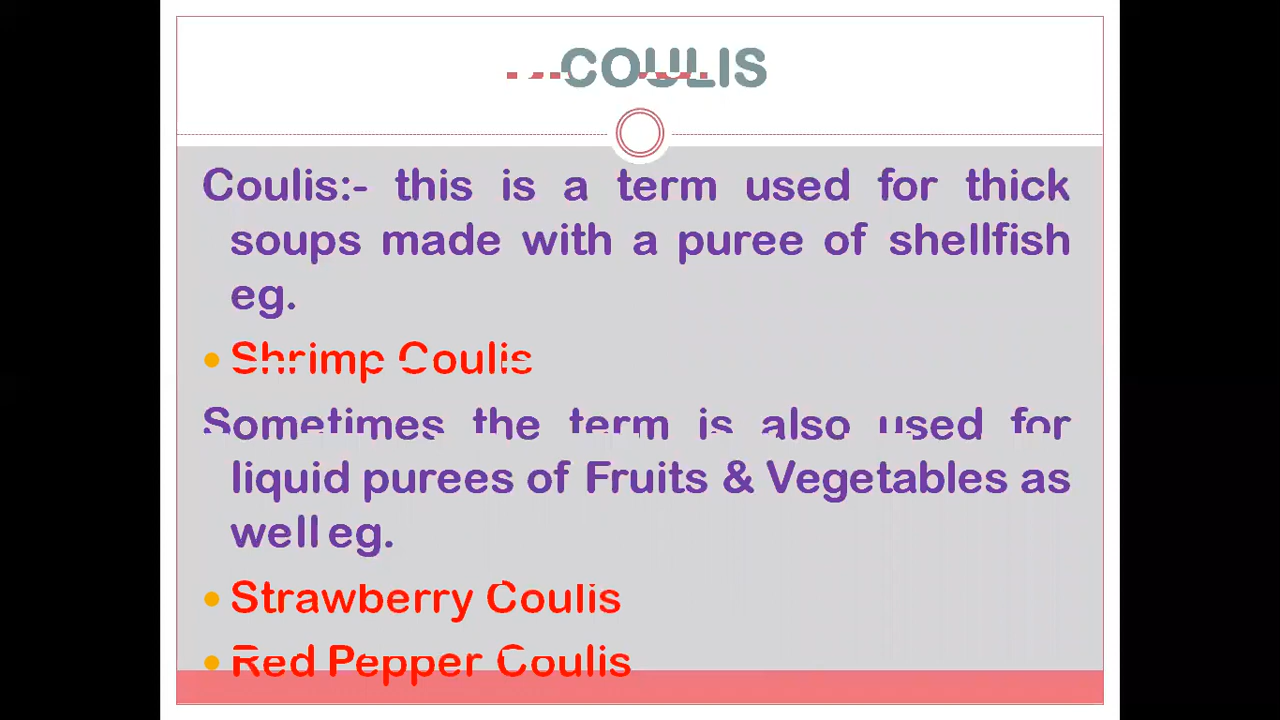 COULIS
Coulis:- this is a term used for thick
soups made with a puree of shellfish
eg.
Shrimp Coulis
Sometimes the term is also used for
liquid purees of Fruits & Vegetables as
well eg.
Strawberry Coulis
Red Pepper Coulis